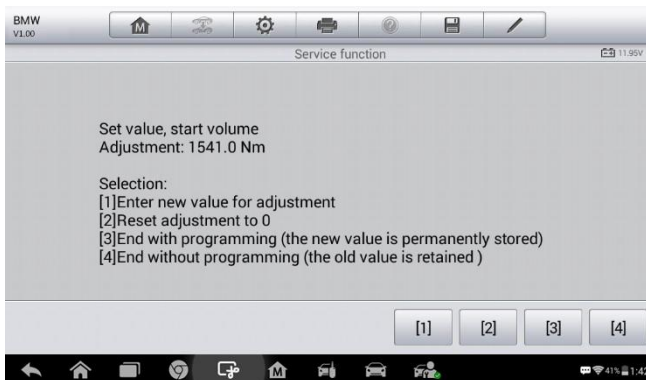 BMW
V1.00
Service function
11.95V
Set value, start volume
Adjustment: 1541.0 Nm
Selection:
[1]Enter new value for adjustment
[2]Reset adjustment to 0
[3]End with programming (the new value is permanently stored)
[4]End without programming (the old value is retained )
[1] [2] [3] [4]
41% 1:42